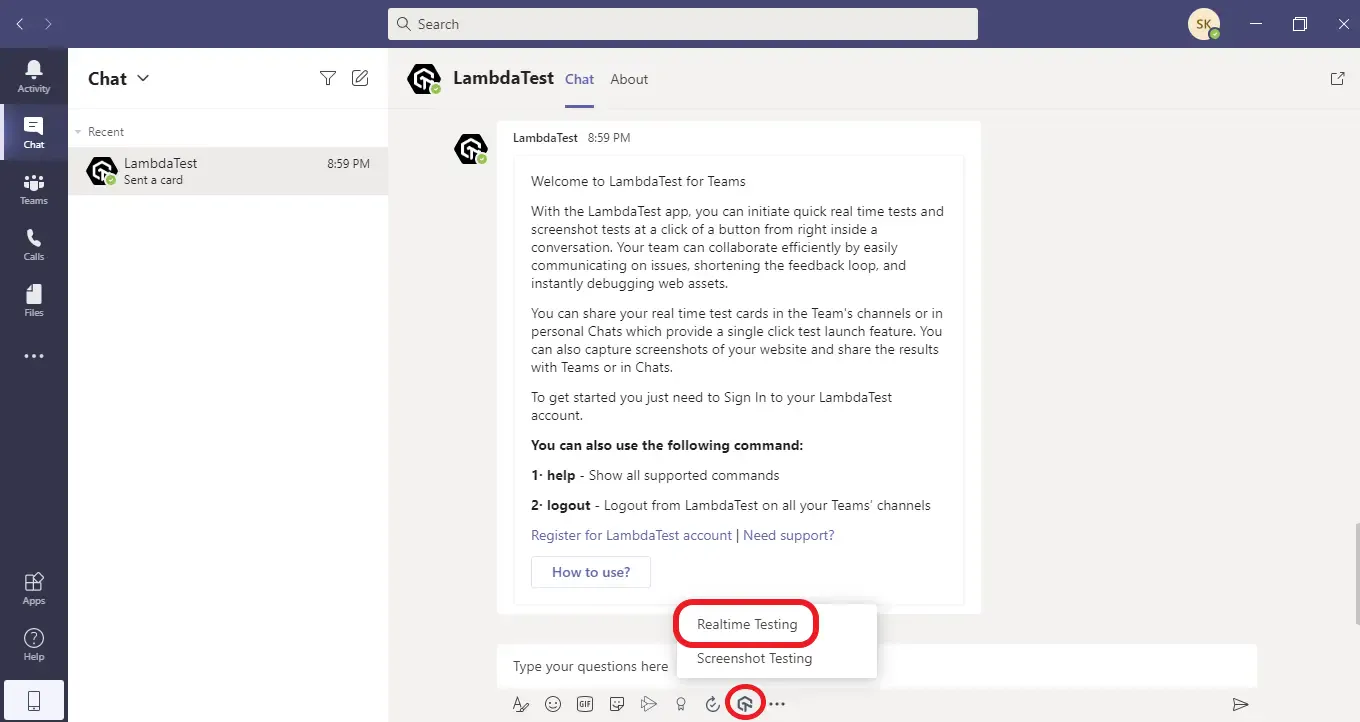 Search
SK
Activity
Chat
Teams
Calls
Files
Apps
Help
Chat
Recent
LambdaTest 8:59 PM
Sent a card
LambdaTest Chat About
LambdaTest 8:59 PM
Welcome to LambdaTest for Teams
With the LambdaTest app, you can initiate quick real time tests and
screenshot tests at a click of a button from right inside a
conversation. Your team can collaborate efficiently by easily
communicating on issues, shortening the feedback loop, and
instantly debugging web assets.
You can share your real time test cards in the Team's channels or in
personal Chats which provide a single click test launch feature. You
can also capture screenshots of your website and share the results
with Teams or in Chats.
To get started you just need to Sign In to your LambdaTest
account.
You can also use the following command:
1· help - Show all supported commands
2· logout - Logout from LambdaTest on all your Teams' channels
Register for LambdaTest account | Need support?
How to use?
Realtime Testing
Screenshot Testing
Type your questions here
GIF